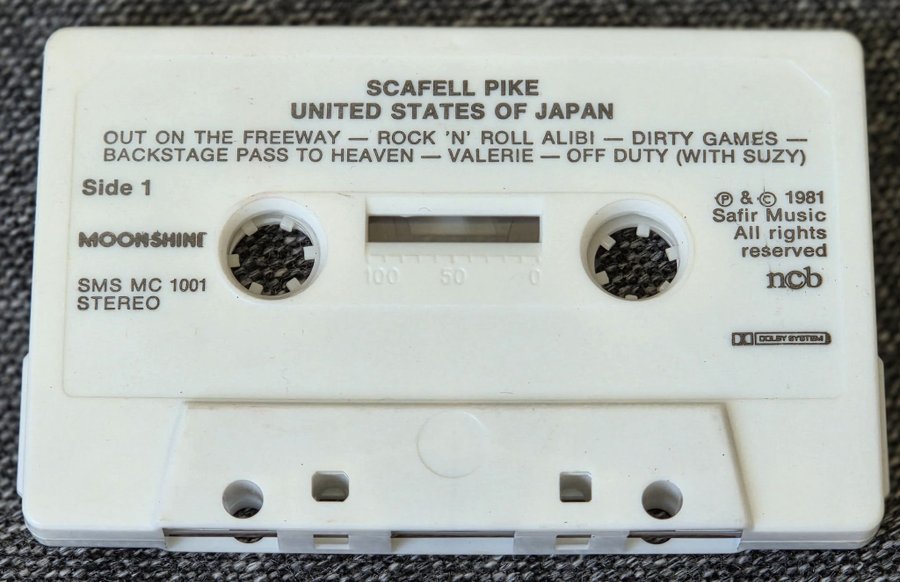 SCAFELL PIKE
UNITED STATES OF JAPAN
OUT ON THE FREEWAY — ROCK 'N' ROLL ALIBI — DIRTY GAMES —
BACKSTAGE PASS TO HEAVEN — VALERIE — OFF DUTY (WITH SUZY)
Side 1
MOONSHINE
SMS MC 1001
STEREO
100 50 0
Ⓟ & © 1981
Safir Music
All rights
reserved
ncb
DOLBY SYSTEM